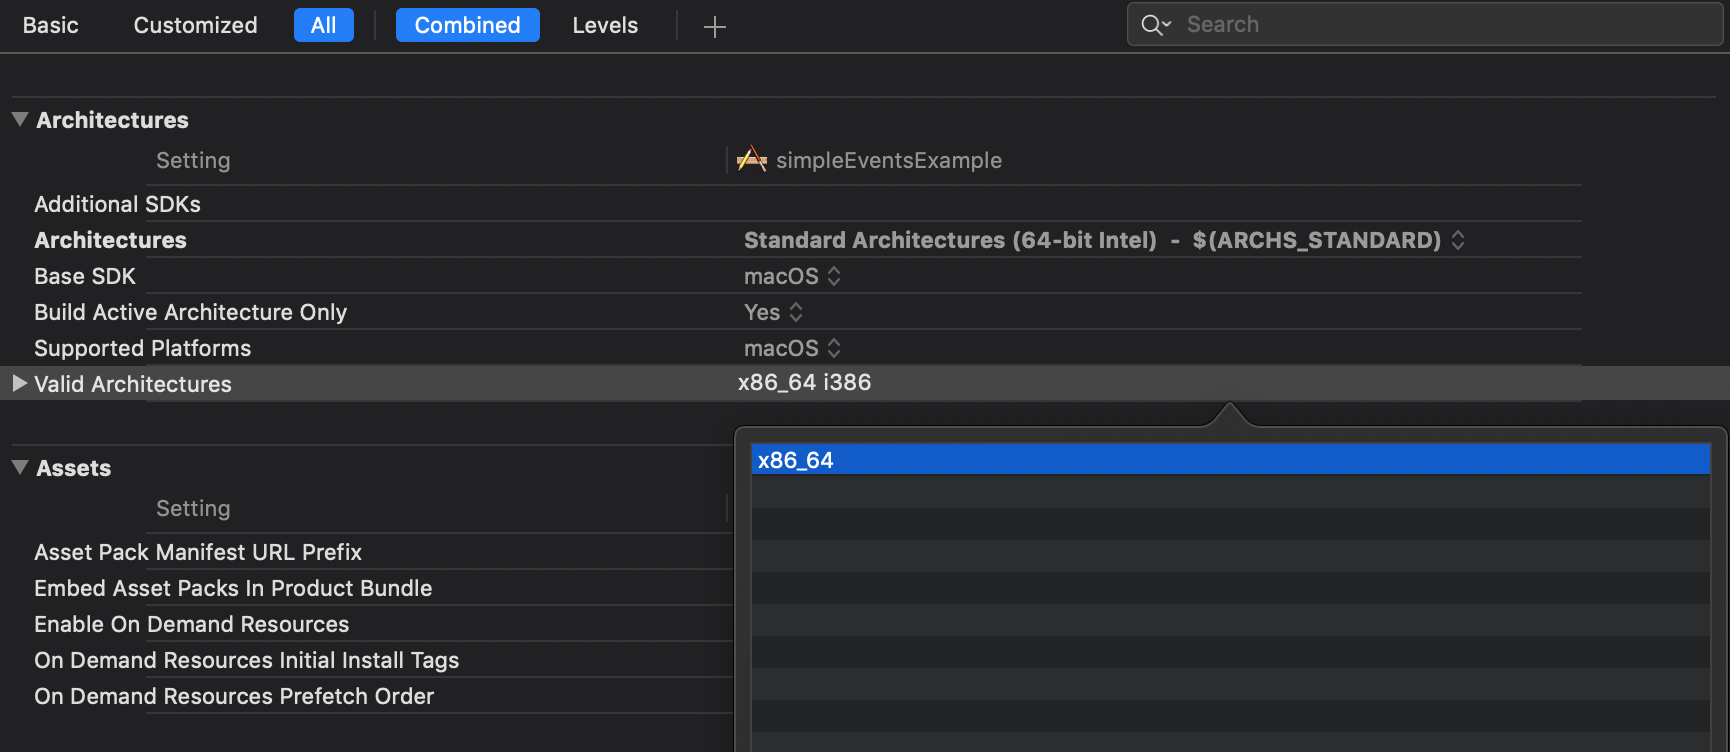 Basic Customized All Combined Levels + Search
Architectures
Setting simpleEventsExample
Additional SDKs
Architectures Standard Architectures (64-bit Intel) - $(ARCHS_STANDARD)
Base SDK macOS
Build Active Architecture Only Yes
Supported Platforms macOS
Valid Architectures x86_64 i386
x86_64
Assets
Setting
Asset Pack Manifest URL Prefix
Embed Asset Packs In Product Bundle
Enable On Demand Resources
On Demand Resources Initial Install Tags
On Demand Resources Prefetch Order